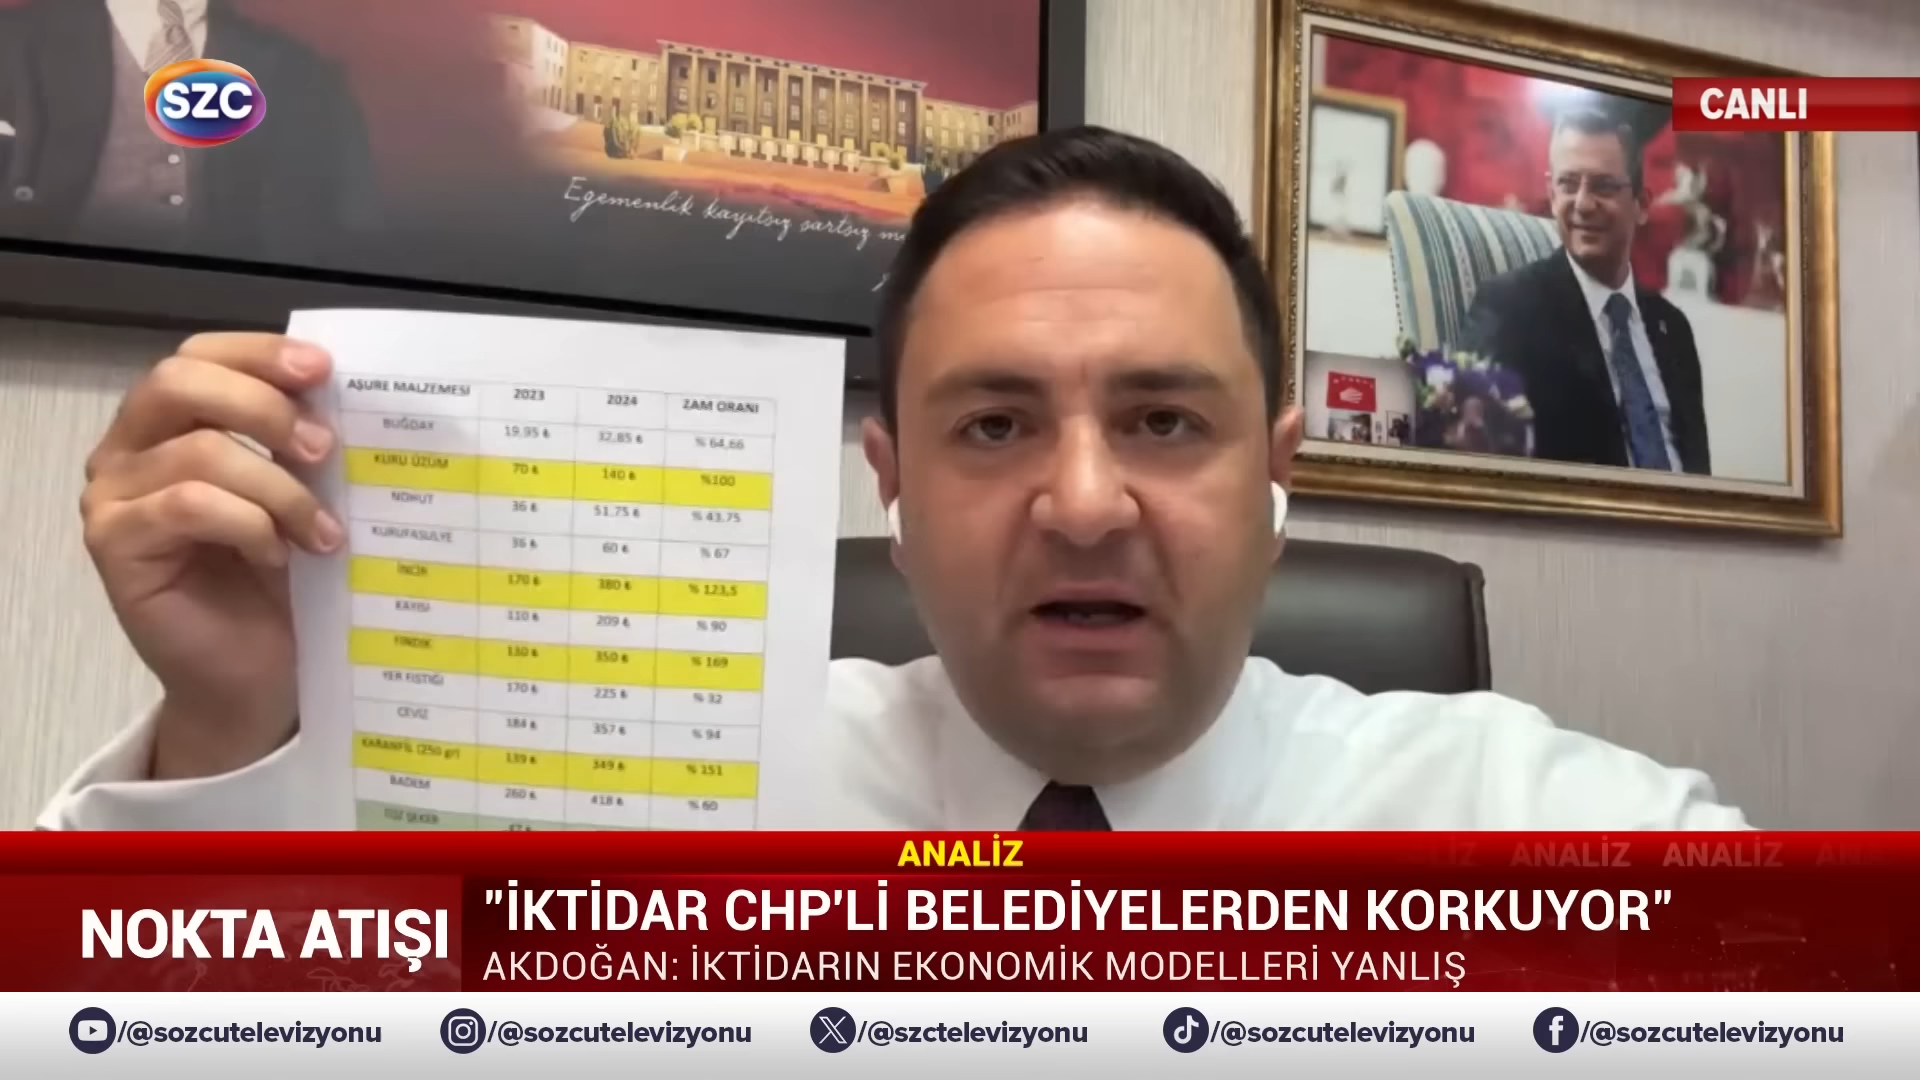 SZC
CANLI
Egemenlik kayıtsız şartsız
AŞURE MALZEMESİ 2023 2024 ZAM ORANI
BUĞDAY 19,95 ₺ 32,85 ₺ % 64,66
KURU ÜZÜM 70 ₺ 140 ₺ %100
NOHUT 36 ₺ 51.75 ₺ % 43.75
KURUFASULYE 36 ₺ 60 ₺ % 67
İNCİR 170 ₺ 380 ₺ % 123,5
KAYISI 110 ₺ 209 ₺ % 90
FINDIK 130 ₺ 350 ₺ % 169
YER FISTIĞI 170 ₺ 225 ₺ % 32
CEVİZ 184 ₺ 357 ₺ % 94
KARANFİL (250 gr) 139 ₺ 349 ₺ % 151
BADEM 260 ₺ 418 ₺ % 60
TOZ ŞEKER
ANALİZ
ANALİZ ANALİZ
NOKTA ATIŞI
"İKTİDAR CHP'Lİ BELEDİYELERDEN KORKUYOR"
AKDOĞAN: İKTİDARIN EKONOMİK MODELLERİ YANLIŞ
/@sozcutelevizyonu /@sozcutelevizyonu /@szctelevizyonu /@sozcutelevizyonu /@sozcutelevizyonu